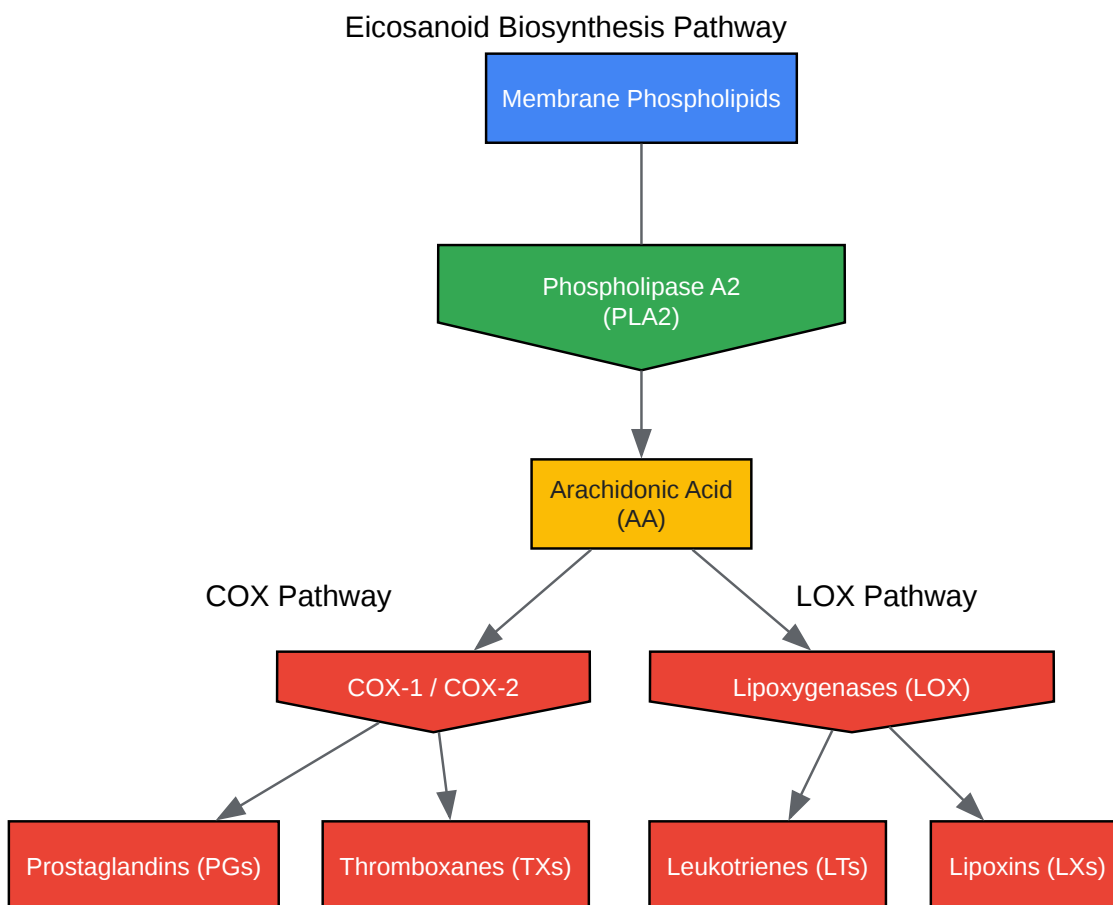 Eicosanoid Biosynthesis Pathway
Membrane Phospholipids
Phospholipase A2
(PLA2)
Arachidonic Acid
(AA)
COX Pathway
LOX Pathway
COX-1 / COX-2
Lipoxygenases (LOX)
Prostaglandins (PGs)
Thromboxanes (TXs)
Leukotrienes (LTs)
Lipoxins (LXs)